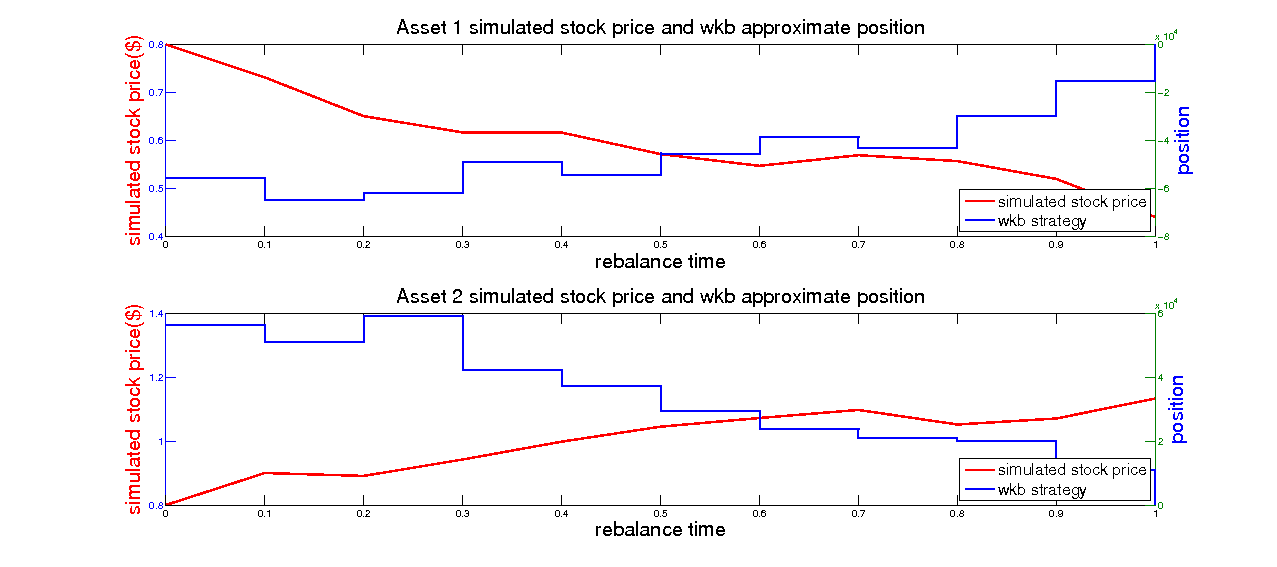 Asset 1 simulated stock price and wkb approximate position
x 10^4
simulated stock price($)
0.8
0.7
0.6
0.5
0.4
0
−2
−4
−6
−8
position
simulated stock price
wkb strategy
0 0.1 0.2 0.3 0.4 0.5 0.6 0.7 0.8 0.9 1
rebalance time
Asset 2 simulated stock price and wkb approximate position
x 10^4
simulated stock price($)
1.4
1.2
1
0.8
6
4
2
0
position
simulated stock price
wkb strategy
0 0.1 0.2 0.3 0.4 0.5 0.6 0.7 0.8 0.9 1
rebalance time